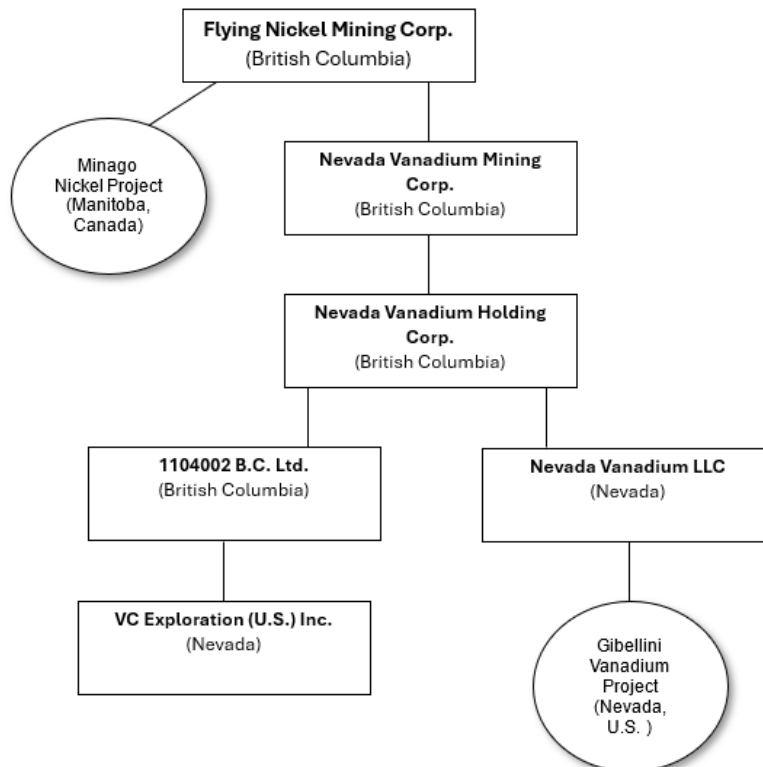 Flying Nickel Mining Corp.
(British Columbia)
Minago
Nickel Project
(Manitoba,
Canada)
Nevada Vanadium Mining
Corp.
(British Columbia)
Nevada Vanadium Holding
Corp.
(British Columbia)
1104002 B.C. Ltd.
(British Columbia)
Nevada Vanadium LLC
(Nevada)
VC Exploration (U.S.) Inc.
(Nevada)
Gibellini
Vanadium
Project
(Nevada,
U.S. )